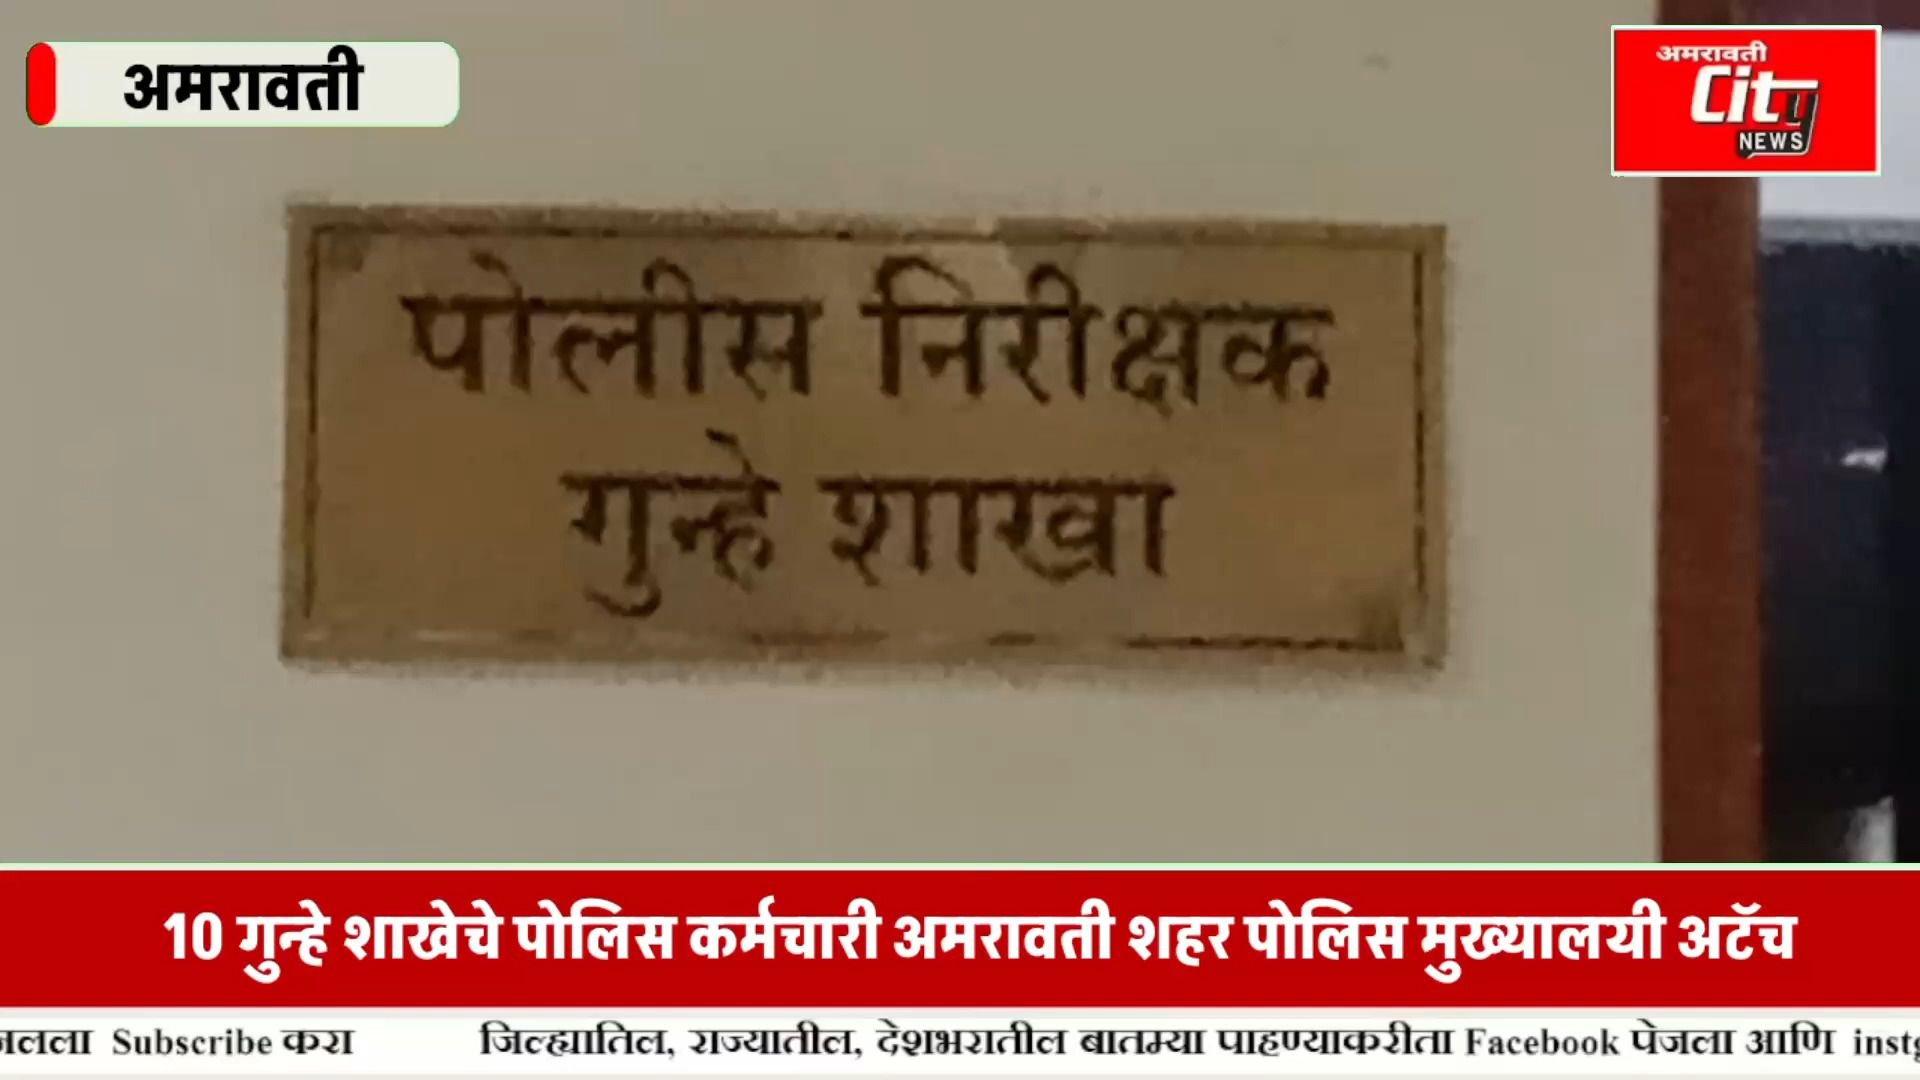 अमरावती
अमरावती
City
NEWS
पोलीस निरीक्षक
गुन्हे शाखा
10 गुन्हे शाखेचे पोलिस कर्मचारी अमरावती शहर पोलिस मुख्यालयी अटॅच
Subscribe करा जिल्ह्यातिल, राज्यातील, देशभरातील बातम्या पाहण्याकरीता Facebook पेजला आणि